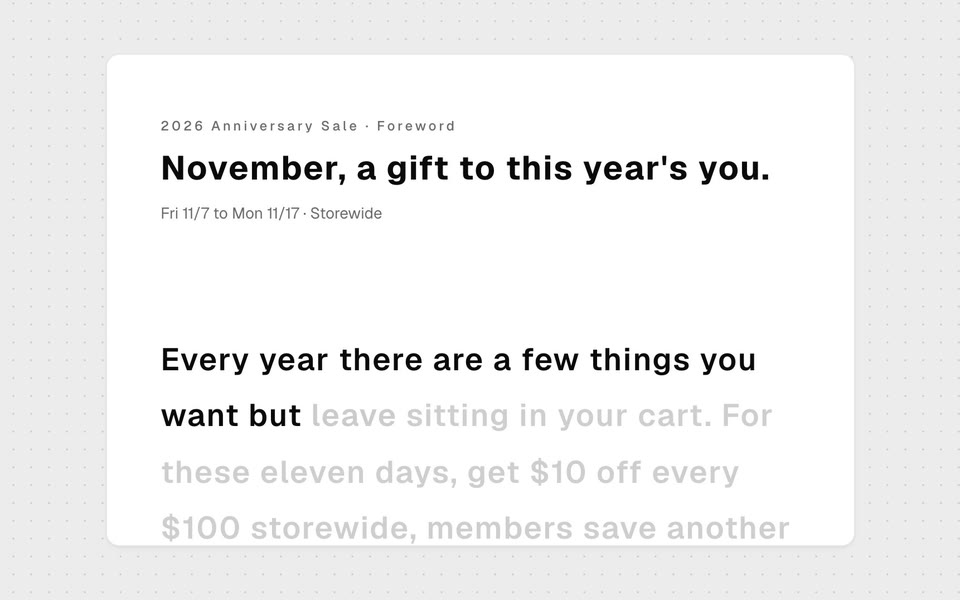 2026 Anniversary Sale · Foreword
November, a gift to this year's you.
Fri 11/7 to Mon 11/17 · Storewide
Every year there are a few things you
want but leave sitting in your cart. For
these eleven days, get $10 off every
$100 storewide, members save another